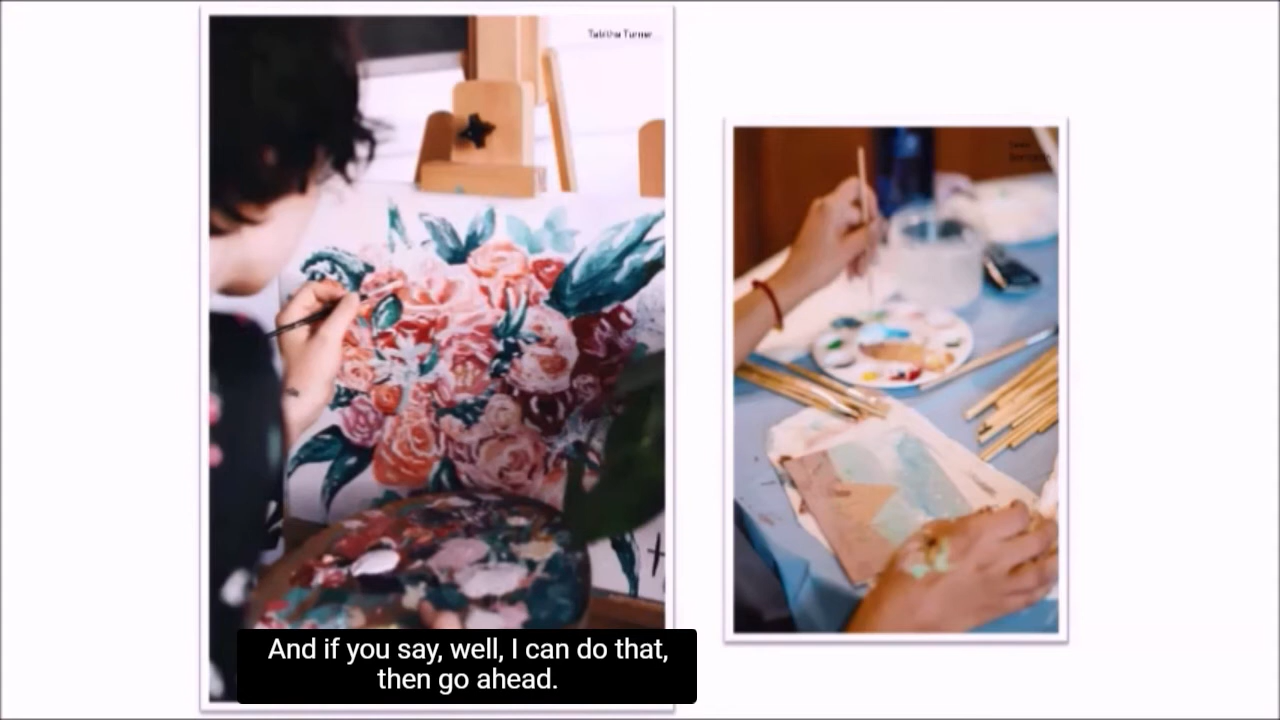 Tabitha Turner
And if you say, well, I can do that,
then go ahead.